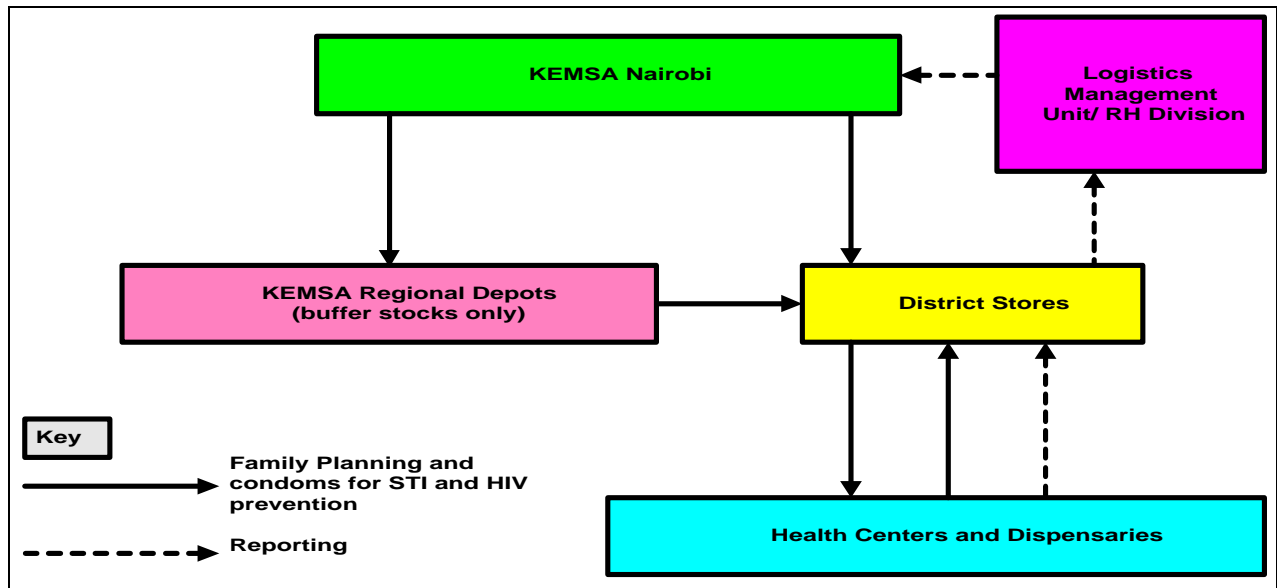 KEMSA Nairobi
Logistics
Management
Unit/ RH Division
KEMSA Regional Depots
(buffer stocks only)
District Stores
Key
Family Planning and
condoms for STI and HIV
prevention
Reporting
Health Centers and Dispensaries